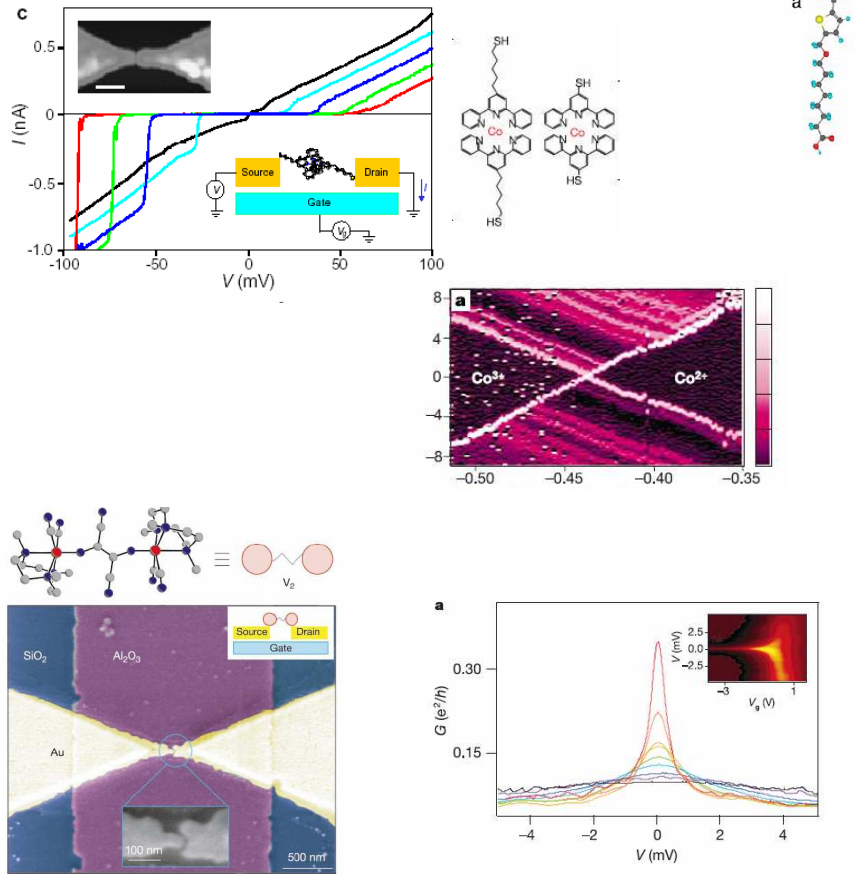 c
0.5
0
-0.5
-1.0
I (nA)
-100
-50
0
50
100
V (mV)
Source
Drain
Gate
V
V_g
I
SH
SH
N
N
N
N
N
N
Co
Co
N
N
N
N
N
N
HS
HS
a
a
8
4
0
−4
−8
Co³⁺
Co²⁺
−0.50
−0.45
−0.40
−0.35
V₂
Source
Drain
Gate
SiO₂
Al₂O₃
Au
100 nm
500 nm
a
0.30
0.15
G (e²/h)
−4
−2
0
2
4
V (mV)
2.5
0.0
−2.5
V (mV)
−3
1
V_g (V)